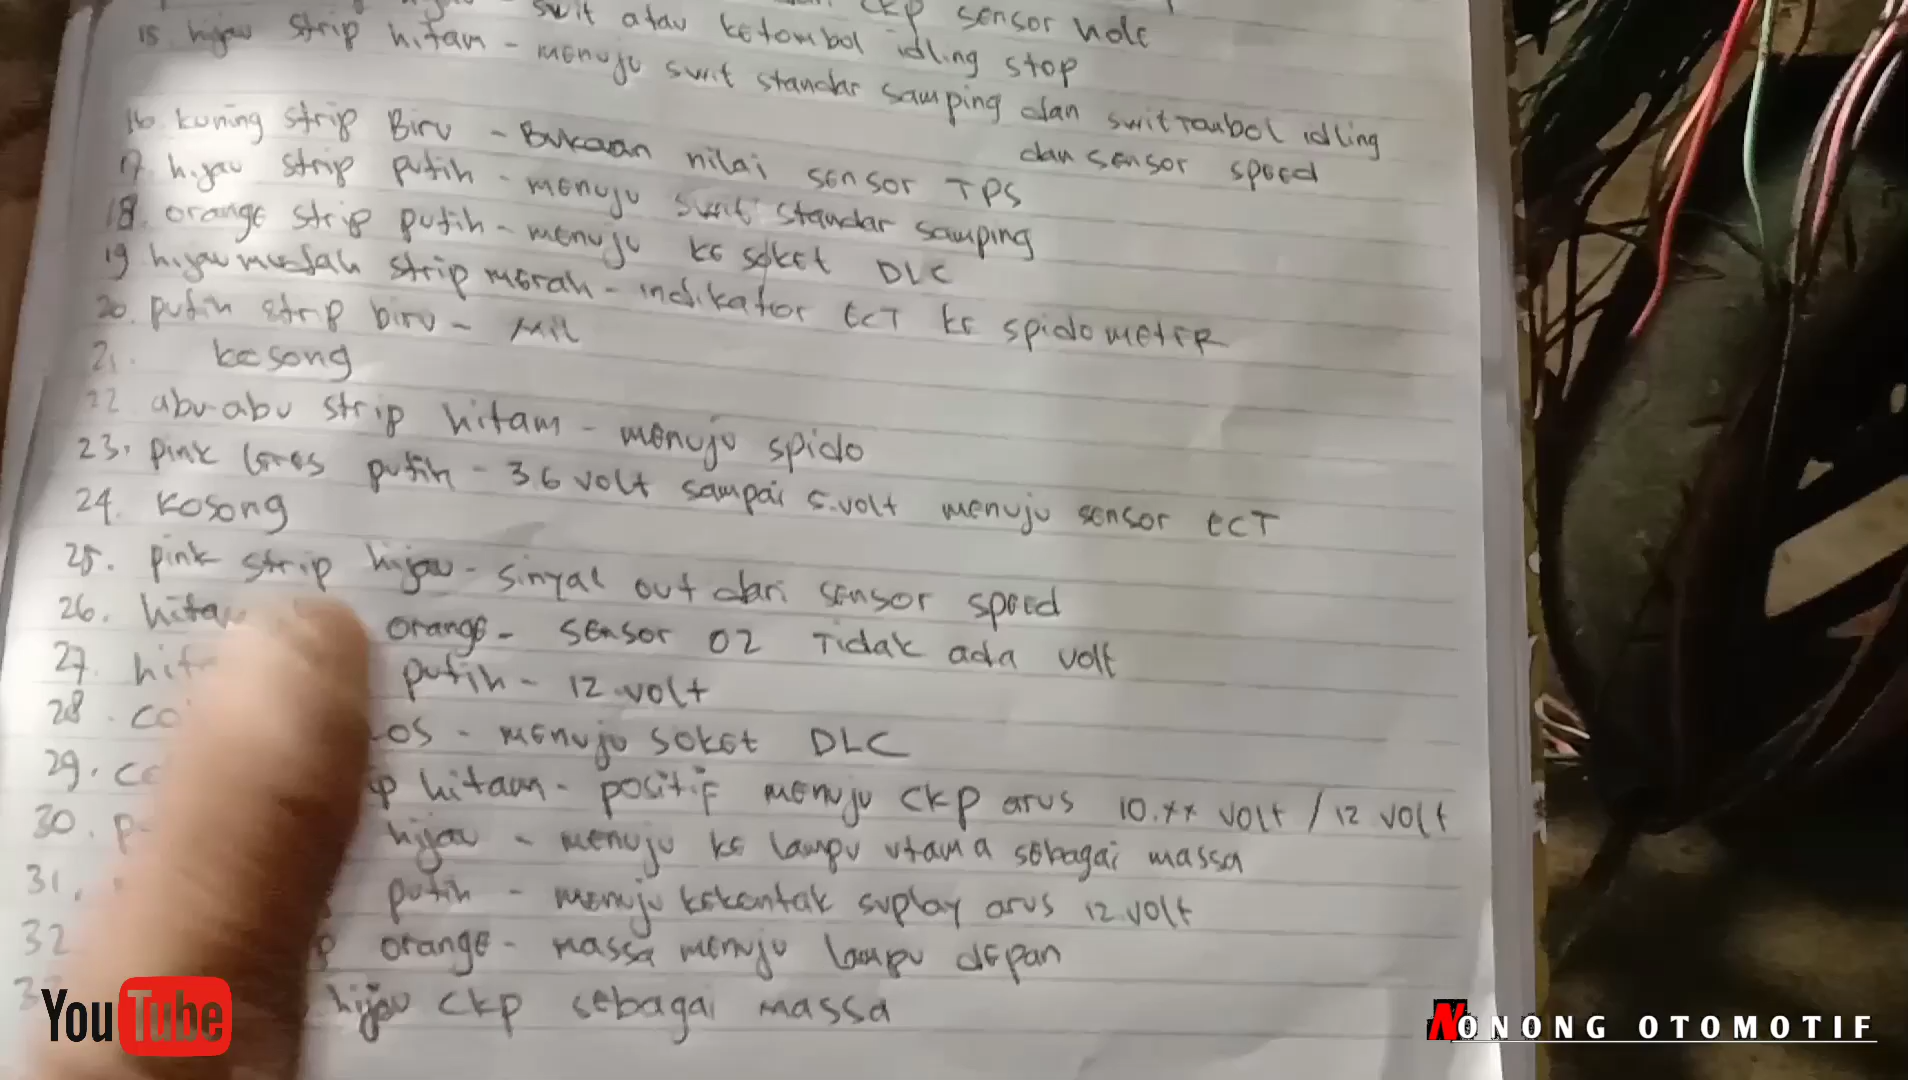 swit atau ketombol idling stop
CKP sensor hole
15. hijau strip hitam - menuju swit standar samping dan swit Tombol idling
dan sensor speed
16. kuning strip Biru - Bukaan nilai sensor TPS
17. hijau strip putih - menuju swit standar samping
18. orange strip putih - menuju ke soket DLC
19 hijau mudah strip merah - indikator ECT ke spidometer
20. putih strip biru - MIL
21. kosong
22 abu-abu strip hitam - menuju spido
23. pink putih - 3.6 volt sampai 5.volt menuju sensor ECT
24. kosong
25. pink strip hijau - sinyal out dari sensor speed
26. hitam orange - sensor O2 Tidak ada volt
27. putih - 12.volt
28. - menuju soket DLC
29. hitam - positif menuju CKP arus 10.xx volt / 12 volt
30. hijau - menuju ke lampu utama sebagai massa
31. putih - menuju kekontak suplay arus 12.volt
32 orange - massa menuju lampu depan
hijau CKP sebagai massa
YouTube
NONONG OTOMOTIF